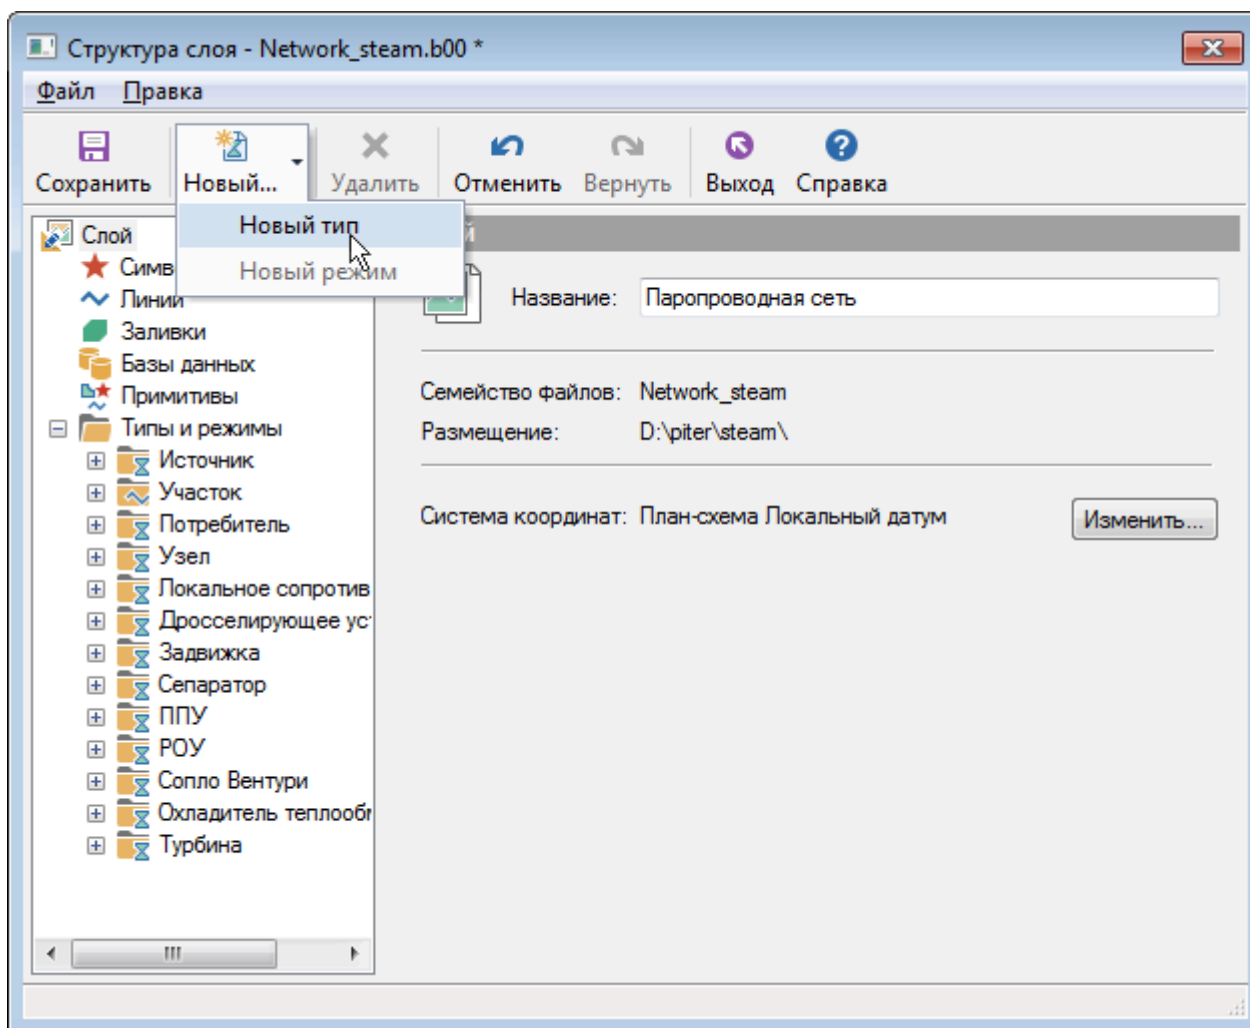 Структура слоя - Network_steam.b00 *
Файл Правка
Сохранить Новый... Удалить Отменить Вернуть Выход Справка
Новый тип
Новый режим
Слой
Линии
Заливки
Базы данных
Примитивы
Типы и режимы
Источник
Участок
Потребитель
Узел
Локальное сопротив
Дросселирующее ус
Задвижка
Сепаратор
ППУ
РОУ
Сопло Вентури
Охладитель теплооб
Турбина
Название: Паропроводная сеть
Семейство файлов: Network_steam
Размещение: D:\piter\steam\
Система координат: План-схема Локальный датум Изменить...